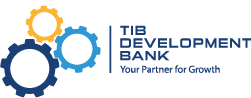 TIB
DEVELOPMENT
BANK
Your Partner for Growth